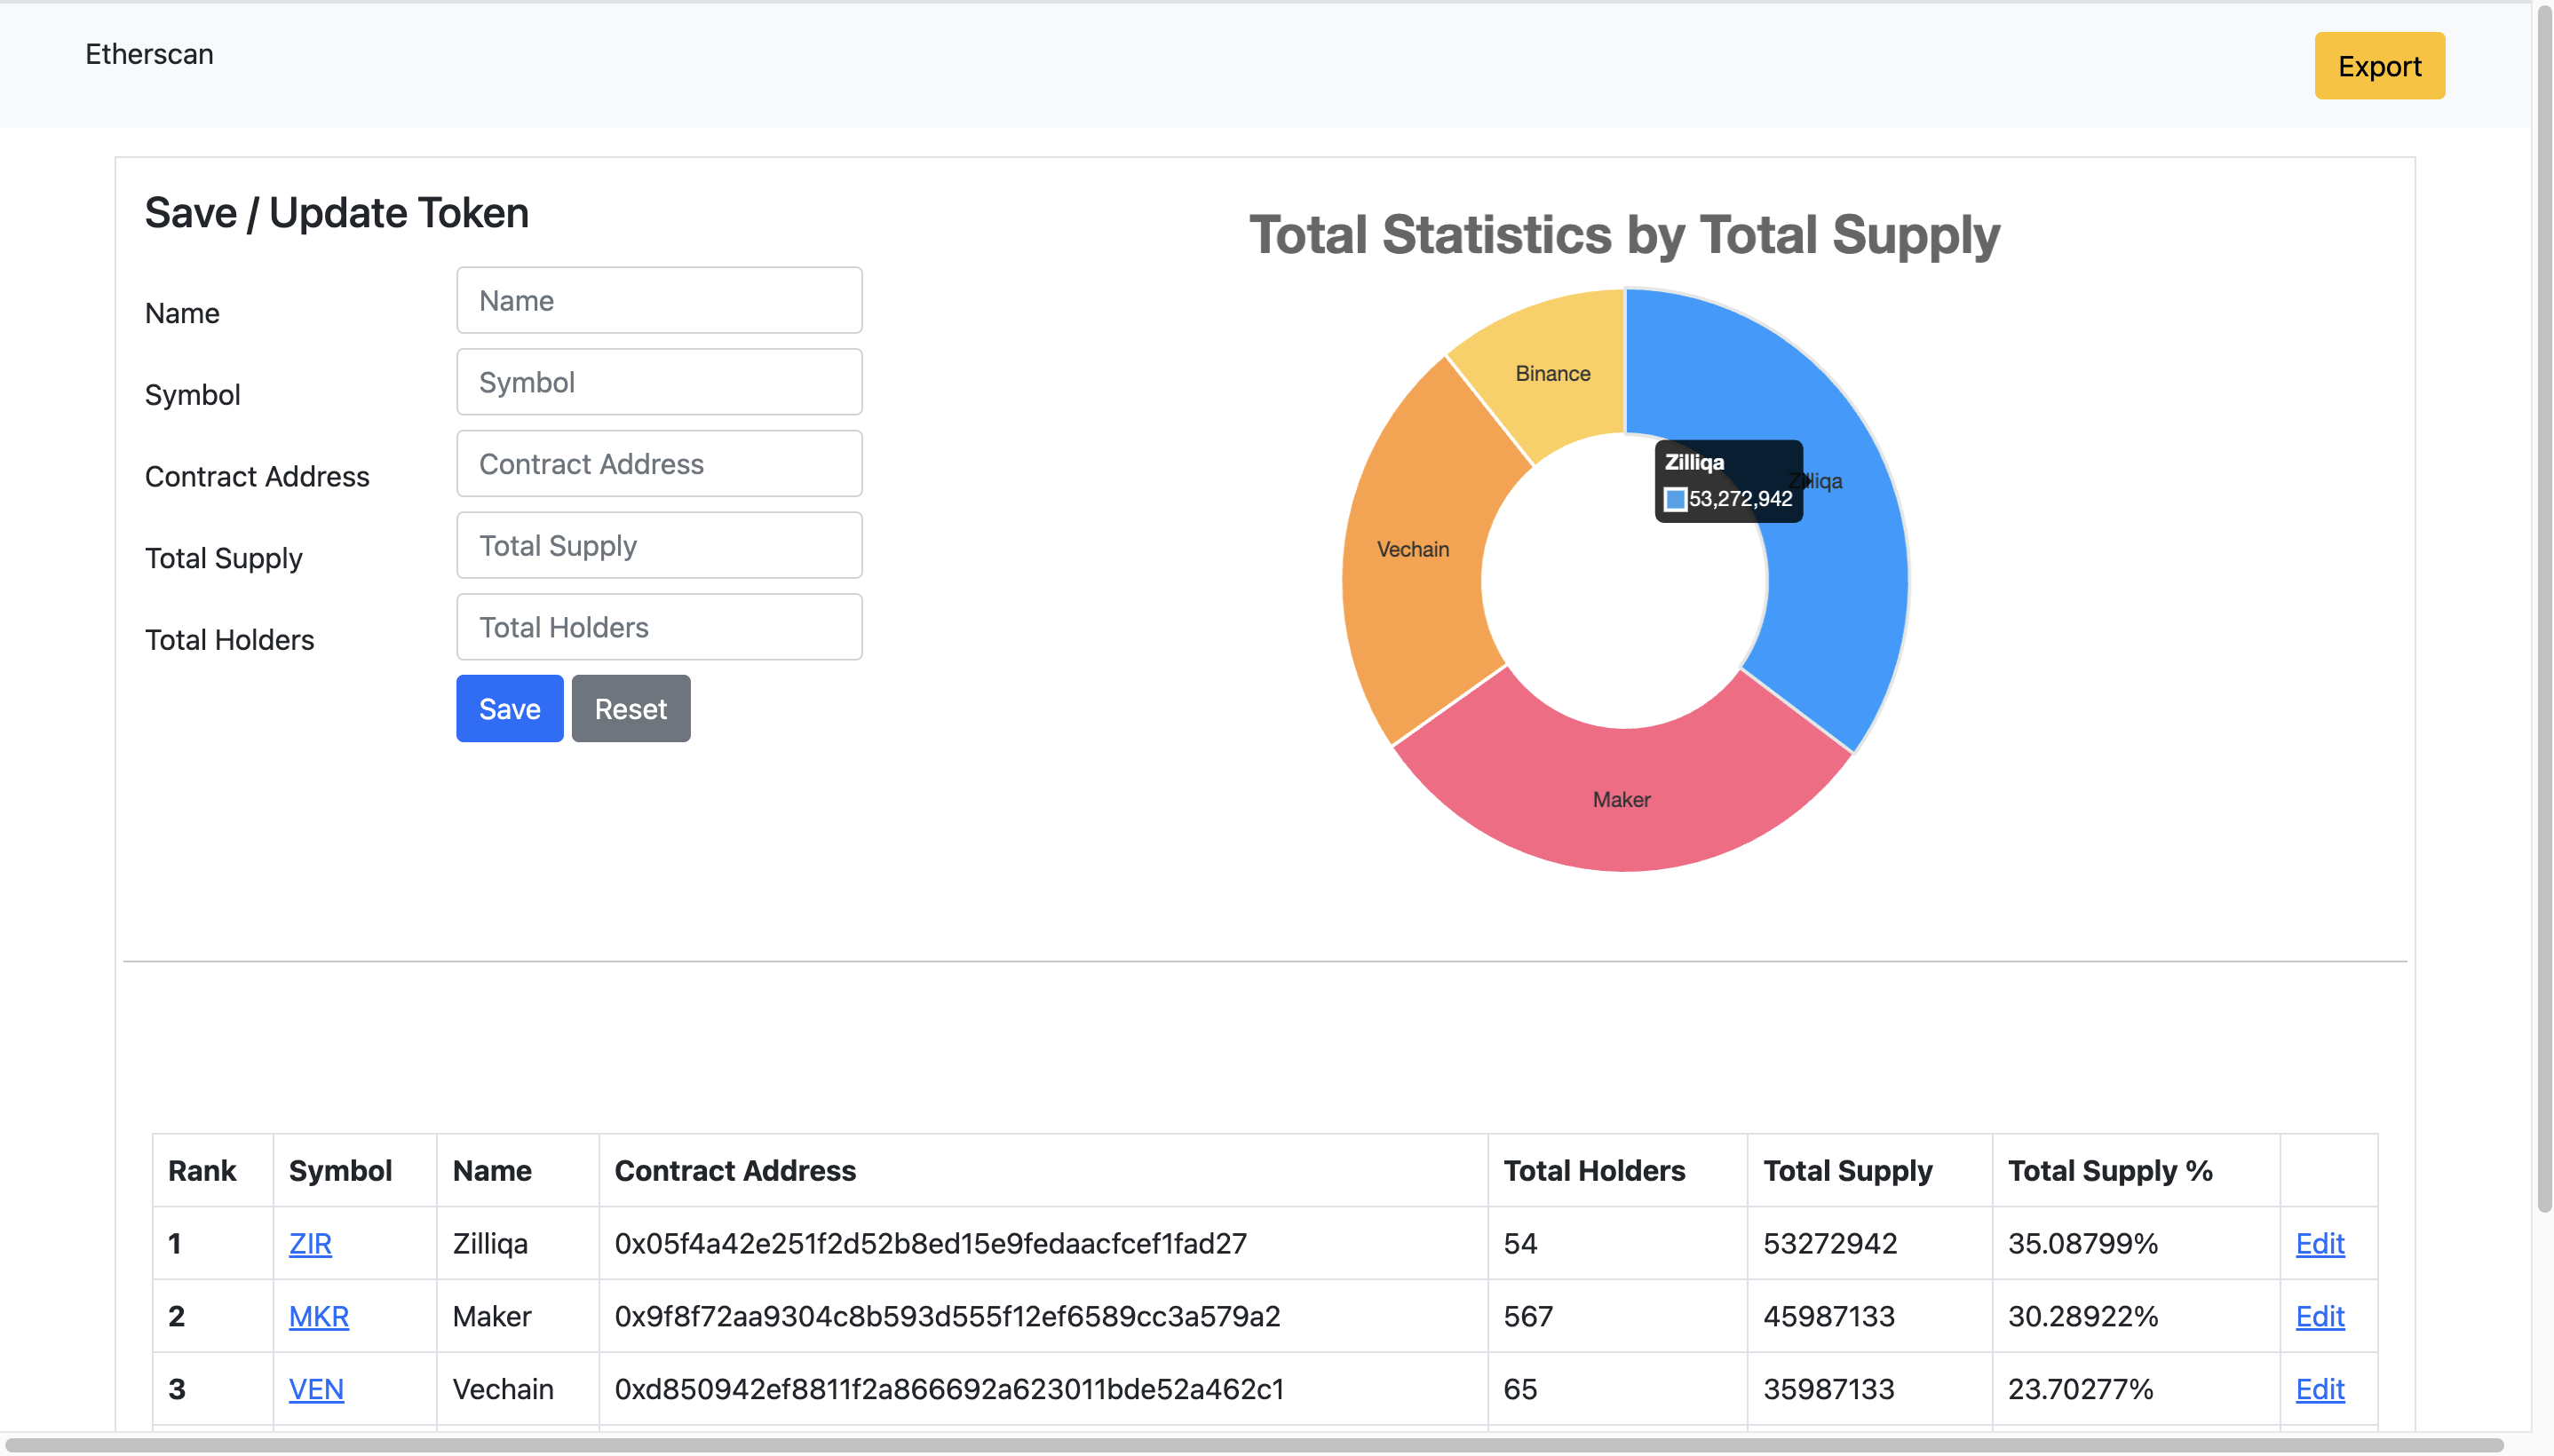 Etherscan
Export
Save / Update Token
Name
Name
Symbol
Symbol
Contract Address
Contract Address
Total Supply
Total Supply
Total Holders
Total Holders
Save
Reset
Total Statistics by Total Supply
Binance
Zilliqa
53,272,942
Zilliqa
Vechain
Maker
Rank Symbol Name Contract Address Total Holders Total Supply Total Supply %
1 ZIR Zilliqa 0x05f4a42e251f2d52b8ed15e9fedaacfcef1fad27 54 53272942 35.08799% Edit
2 MKR Maker 0x9f8f72aa9304c8b593d555f12ef6589cc3a579a2 567 45987133 30.28922% Edit
3 VEN Vechain 0xd850942ef8811f2a866692a623011bde52a462c1 65 35987133 23.70277% Edit